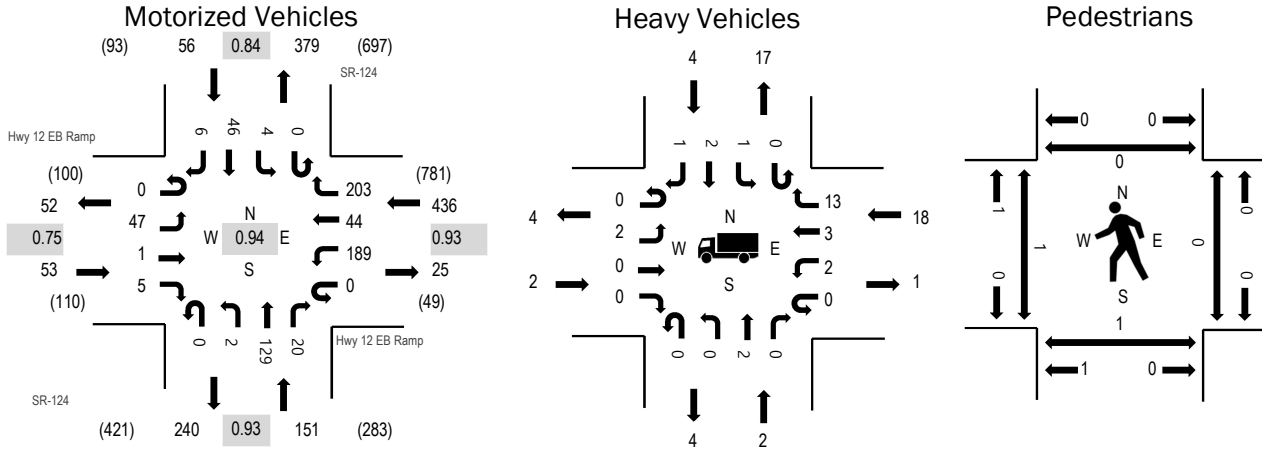 Motorized Vehicles
(93) 56 0.84 379 (697)
SR-124
Hwy 12 EB Ramp
6 46 4 0
(100) 0 203 (781)
52 47 44 436
0.75 N W 0.94 E S 0.93
1 189
53 5 0 25
(110) (49)
0 2 129 20
Hwy 12 EB Ramp
SR-124
(421) 240 0.93 151 (283)
Heavy Vehicles
4 17
1 2 1 0
0 13
4 2 3 18
N
W E
S
0 2
2 0 0 1
0 0 2 0
4 2
Pedestrians
0 0
0
N
1 0
W E
1 0
0 0
S
1
1 0